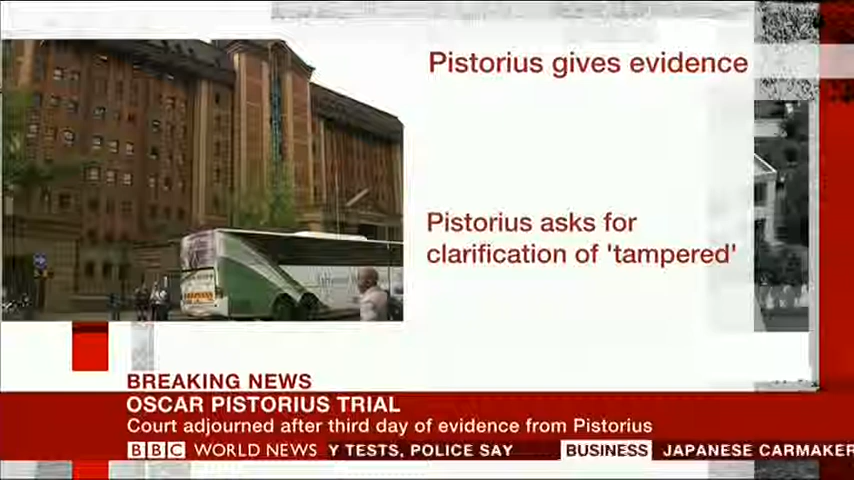 Pistorius gives evidence
Pistorius asks for
clarification of 'tampered'
BREAKING NEWS
OSCAR PISTORIUS TRIAL
Court adjourned after third day of evidence from Pistorius
BBC WORLD NEWS Y TESTS, POLICE SAY BUSINESS JAPANESE CARMAKER